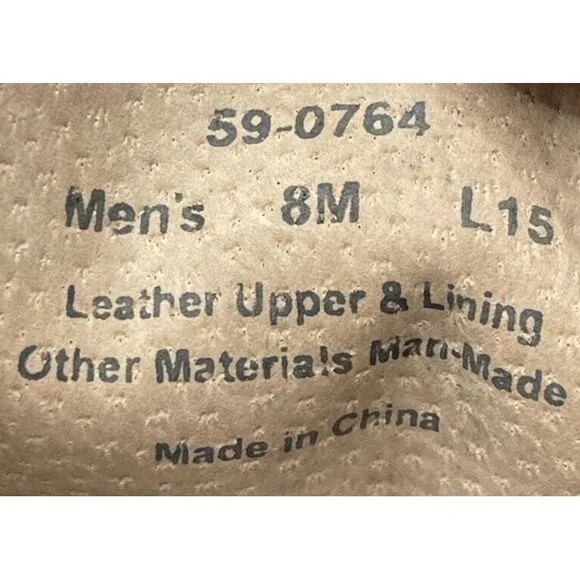 59-0764
Men's 8M L15
Leather Upper & Lining
Other Materials Man-Made
Made in China